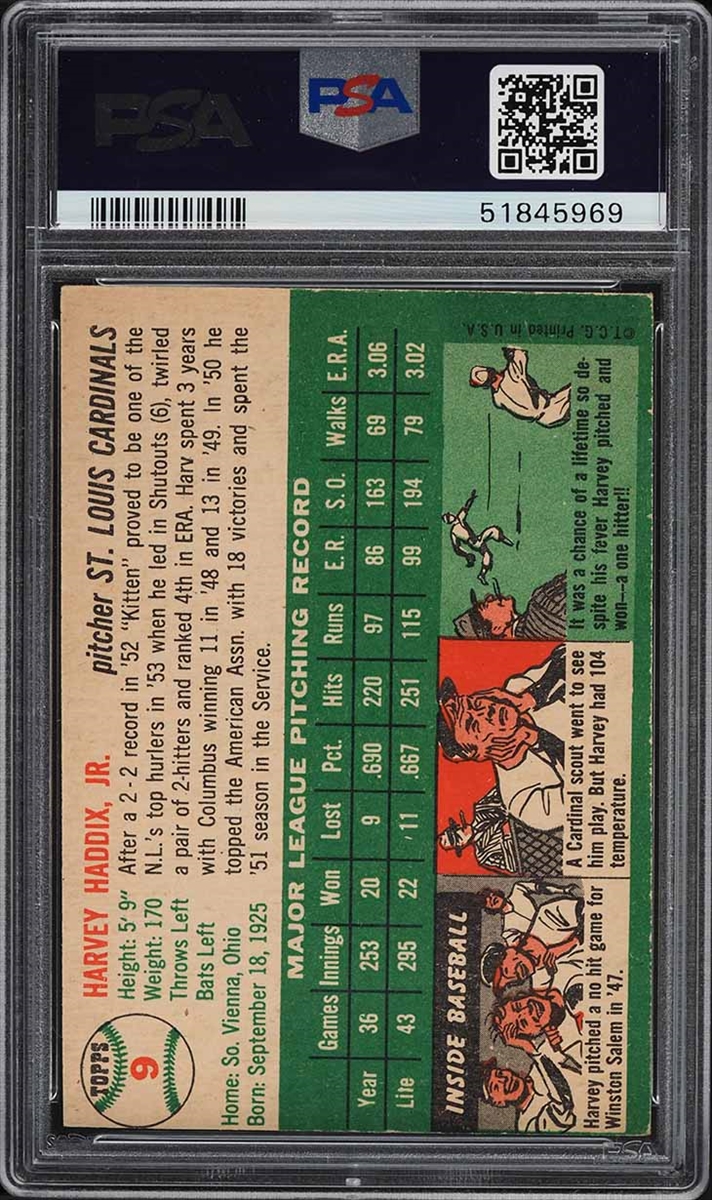 PSA
PSA
51845969
TOPPS
9
HARVEY HADDIX, JR.
pitcher ST. LOUIS CARDINALS
Height: 5' 9"
Weight: 170
Throws Left
Bats Left
Home: So. Vienna, Ohio
Born: September 18, 1925
After a 2-2 record in '52 "Kitten" proved to be one of the
N.L.'s top hurlers in '53 when he led in Shutouts (6), twirled
a pair of 2-hitters and ranked 4th in ERA. Harv spent 3 years
with Columbus winning 11 in '48 and 13 in '49. In '50 he
topped the American Assn. with 18 victories and spent the
'51 season in the Service.
MAJOR LEAGUE PITCHING RECORD
Games Innings Won Lost Pct. Hits Runs E.R. S.O. Walks E.R.A.
Year 36 253 20 9 .690 220 97 86 163 69 3.06
Life 43 295 22 11 .667 251 115 99 194 79 3.02
INSIDE BASEBALL
Harvey pitched a no hit game for
Winston Salem in '47.
A Cardinal scout went to see
him play. But Harvey had 104
temperature.
It was a chance of a lifetime so de-
spite his fever Harvey pitched and
won---a one hitter!!
©T.C.G. Printed in U.S.A.
PSA